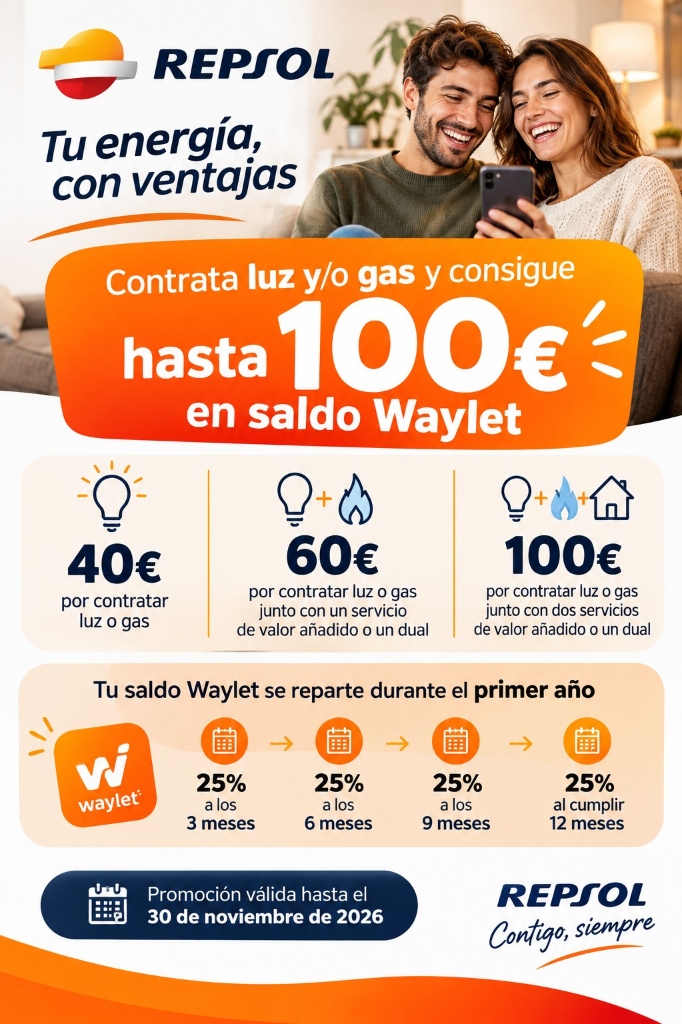 REPSOL
Tu energía,
con ventajas
Contrata luz y/o gas y consigue
hasta 100€
en saldo Waylet
40€
por contratar
luz o gas
60€
por contratar luz o gas
junto con un servicio
de valor añadido o un dual
100€
por contratar luz o gas
junto con dos servicios
de valor añadido o un dual
Tu saldo Waylet se reparte durante el primer año
waylet
25%
a los
3 meses
25%
a los
6 meses
25%
a los
9 meses
25%
al cumplir
12 meses
Promoción válida hasta el
30 de noviembre de 2026
REPSOL
Contigo, siempre